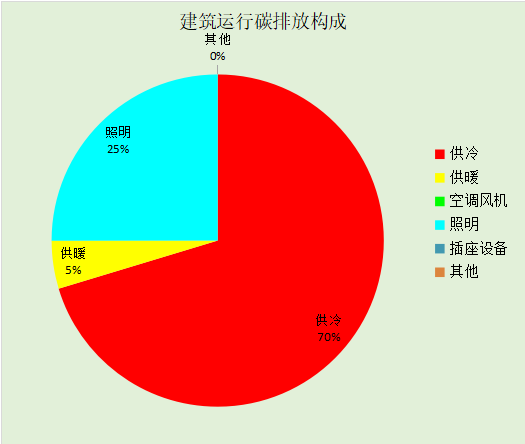 建筑运行碳排放构成
其他
0%
照明
25%
供暖
5%
供冷
70%
供冷
供暖
空调风机
照明
插座设备
其他